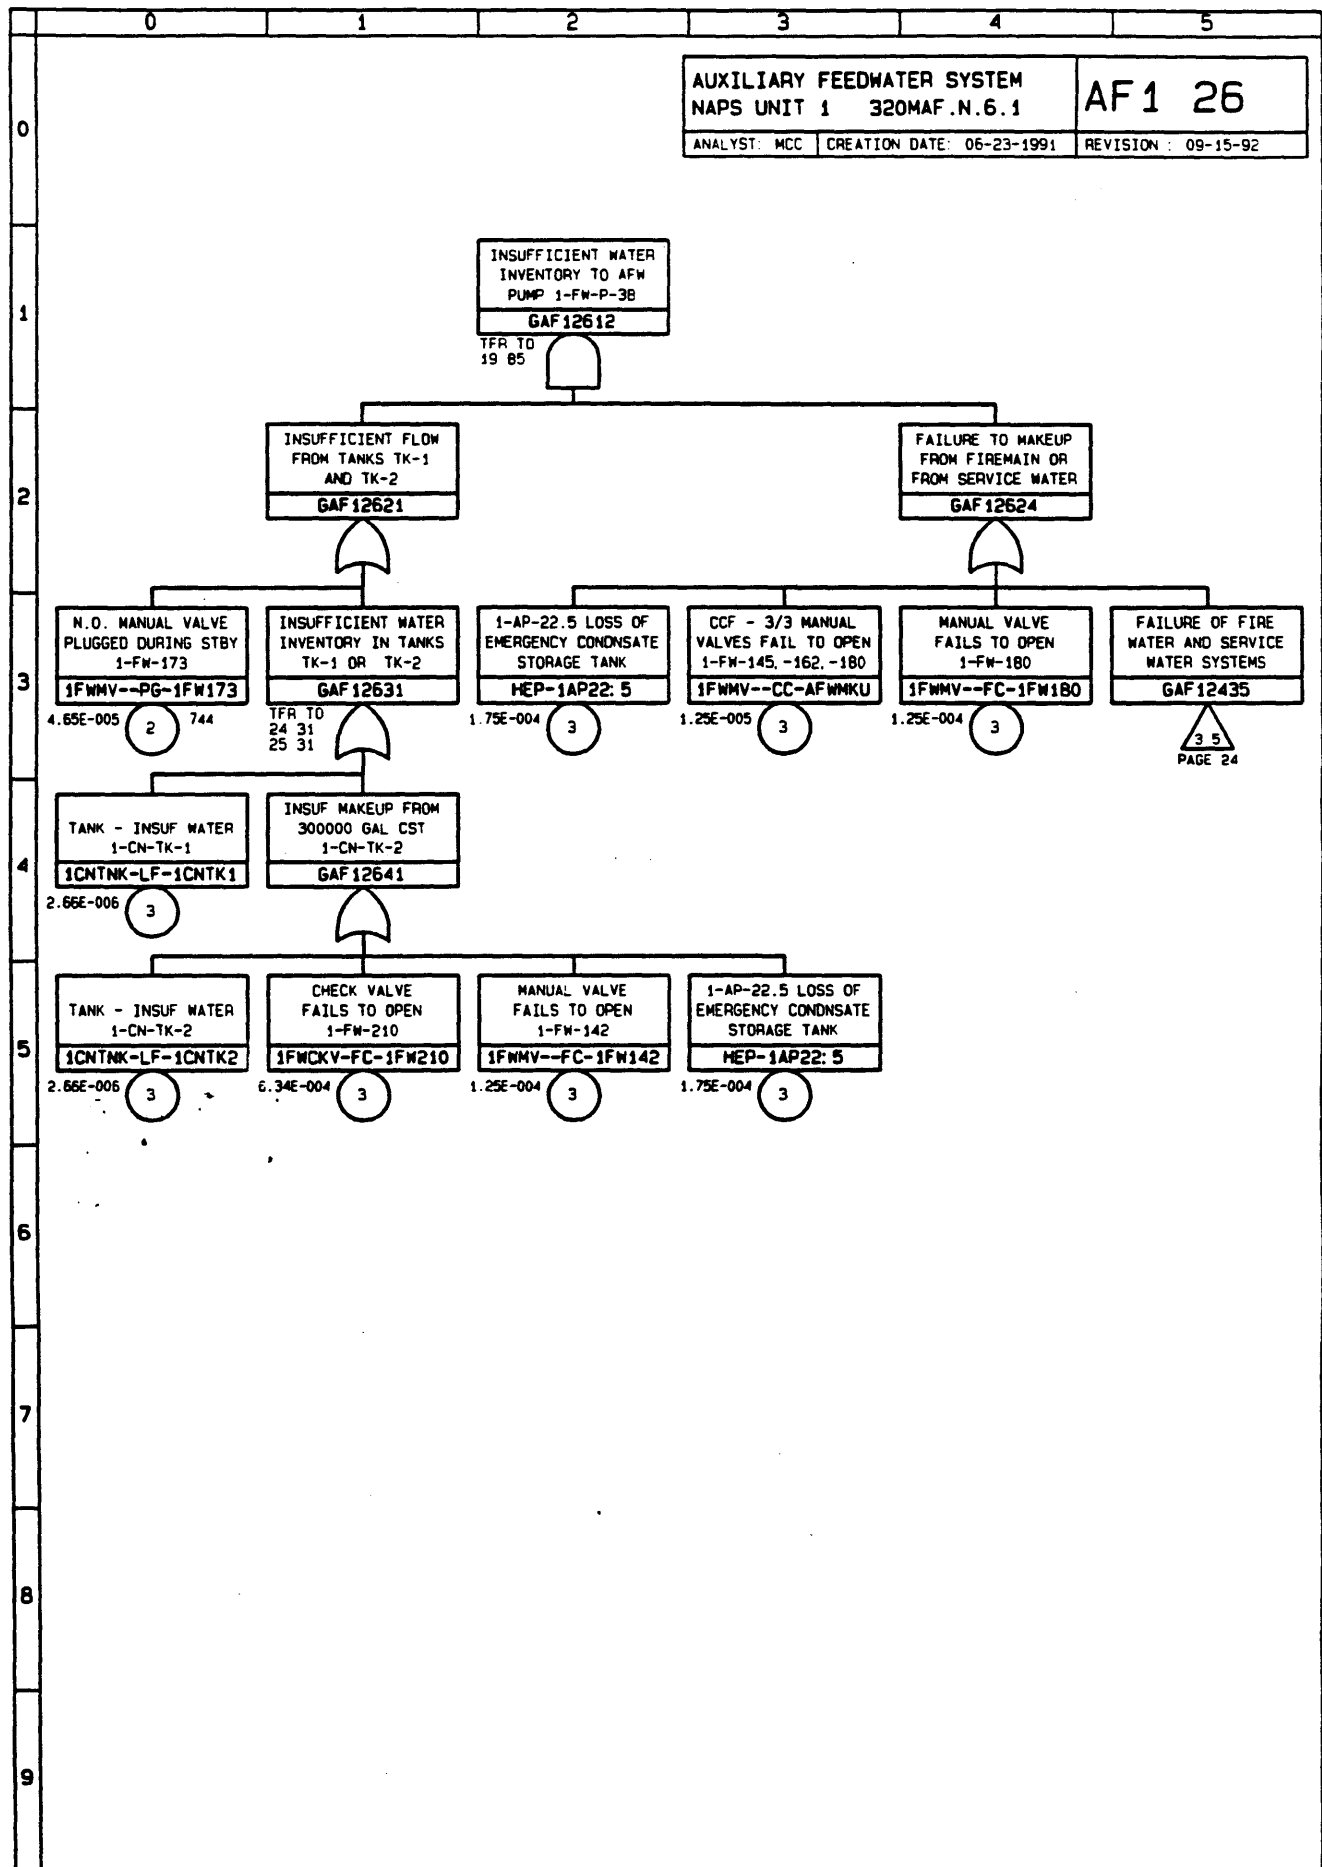 0 1 2 3 4 5
AUXILIARY FEEDWATER SYSTEM
NAPS UNIT 1 320MAF.N.6.1
AF1 26
ANALYST: MCC CREATION DATE: 06-23-1991 REVISION : 09-15-92
0
INSUFFICIENT WATER
INVENTORY TO AFW
PUMP 1-FW-P-3B
GAF12612
TFR TO
19 85
1
INSUFFICIENT FLOW
FROM TANKS TK-1
AND TK-2
GAF12621
FAILURE TO MAKEUP
FROM FIREMAIN OR
FROM SERVICE WATER
GAF12624
2
N.O. MANUAL VALVE
PLUGGED DURING STBY
1-FW-173
1FWMV--PG-1FW173
4.65E-005 2 744
INSUFFICIENT WATER
INVENTORY IN TANKS
TK-1 OR TK-2
GAF12631
TFR TO
24 31
25 31
1-AP-22.5 LOSS OF
EMERGENCY CONDNSATE
STORAGE TANK
HEP-1AP22:5
1.75E-004 3
CCF - 3/3 MANUAL
VALVES FAIL TO OPEN
1-FW-145,-162,-180
1FWMV--CC-AFWMKU
1.25E-005 3
MANUAL VALVE
FAILS TO OPEN
1-FW-180
1FWMV--FC-1FW180
1.25E-004 3
FAILURE OF FIRE
WATER AND SERVICE
WATER SYSTEMS
GAF12435
3 5
PAGE 24
3
TANK - INSUF WATER
1-CN-TK-1
1CNTNK-LF-1CNTK1
2.66E-006 3
INSUF MAKEUP FROM
300000 GAL CST
1-CN-TK-2
GAF12641
4
TANK - INSUF WATER
1-CN-TK-2
1CNTNK-LF-1CNTK2
2.66E-006 3
CHECK VALVE
FAILS TO OPEN
1-FW-210
1FWCKV-FC-1FW210
6.34E-004 3
MANUAL VALVE
FAILS TO OPEN
1-FW-142
1FWMV--FC-1FW142
1.25E-004 3
1-AP-22.5 LOSS OF
EMERGENCY CONDNSATE
STORAGE TANK
HEP-1AP22:5
1.75E-004 3
5
6
7
8
9